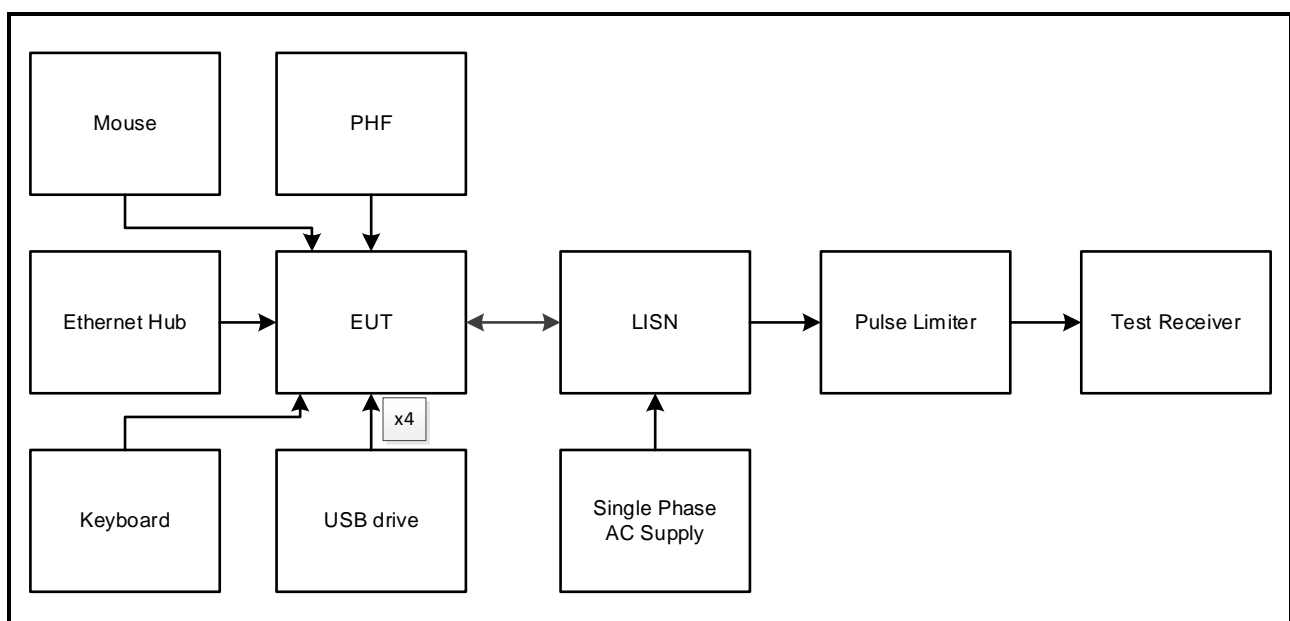 Mouse
PHF
Ethernet Hub
EUT
LISN
Pulse Limiter
Test Receiver
x4
Keyboard
USB drive
Single Phase
AC Supply